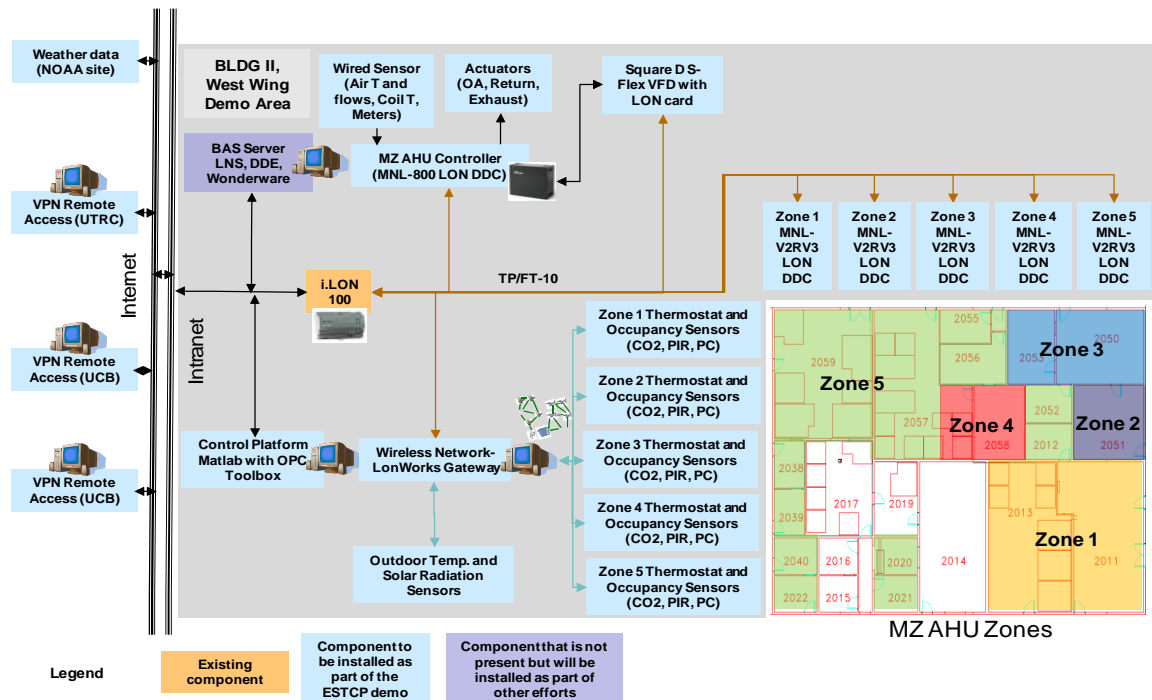 Weather data
(NOAA site)
VPN Remote
Access (UTRC)
VPN Remote
Access (UCB)
VPN Remote
Access (UCB)
Internet
Intranet
BLDG II,
West Wing
Demo Area
Wired Sensor
(Air T and
flows, Coil T,
Meters)
Actuators
(OA, Return,
Exhaust)
Square D S-
Flex VFD with
LON card
BAS Server
LNS, DDE,
Wonderware
MZ AHU Controller
(MNL-800 LON DDC)
Zone 1
MNL-
V2RV3
LON
DDC
Zone 2
MNL-
V2RV3
LON
DDC
Zone 3
MNL-
V2RV3
LON
DDC
Zone 4
MNL-
V2RV3
LON
DDC
Zone 5
MNL-
V2RV3
LON
DDC
i.LON
100
TP/FT-10
Control Platform
Matlab with OPC
Toolbox
Wireless Network-
LonWorks Gateway
Outdoor Temp. and
Solar Radiation
Sensors
Zone 1 Thermostat and
Occupancy Sensors
(CO2, PIR, PC)
Zone 2 Thermostat and
Occupancy Sensors
(CO2, PIR, PC)
Zone 3 Thermostat and
Occupancy Sensors
(CO2, PIR, PC)
Zone 4 Thermostat and
Occupancy Sensors
(CO2, PIR, PC)
Zone 5 Thermostat and
Occupancy Sensors
(CO2, PIR, PC)
2055
2050
2053
Zone 3
2059
2056
Zone 5
2057
Zone 4
2058
2052
2012
Zone 2
2051
2038
2039
2017
2019
2013
Zone 1
2011
2014
2040
2016
2020
2022
2015
2021
MZ AHU Zones
Legend
Existing
component
Component to
be installed as
part of the
ESTCP demo
Component that is not
present but will be
installed as part of
other efforts